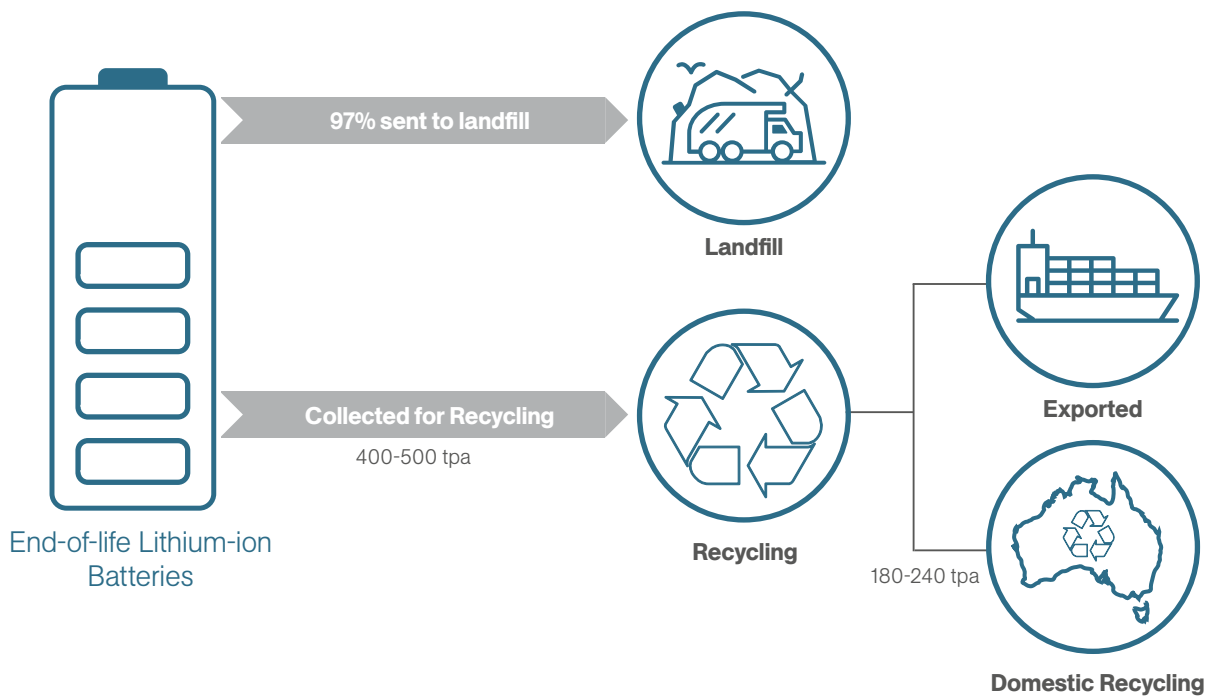 97% sent to landfill
Landfill
Collected for Recycling
400-500 tpa
Exported
End-of-life Lithium-ion
Batteries
Recycling
180-240 tpa
Domestic Recycling